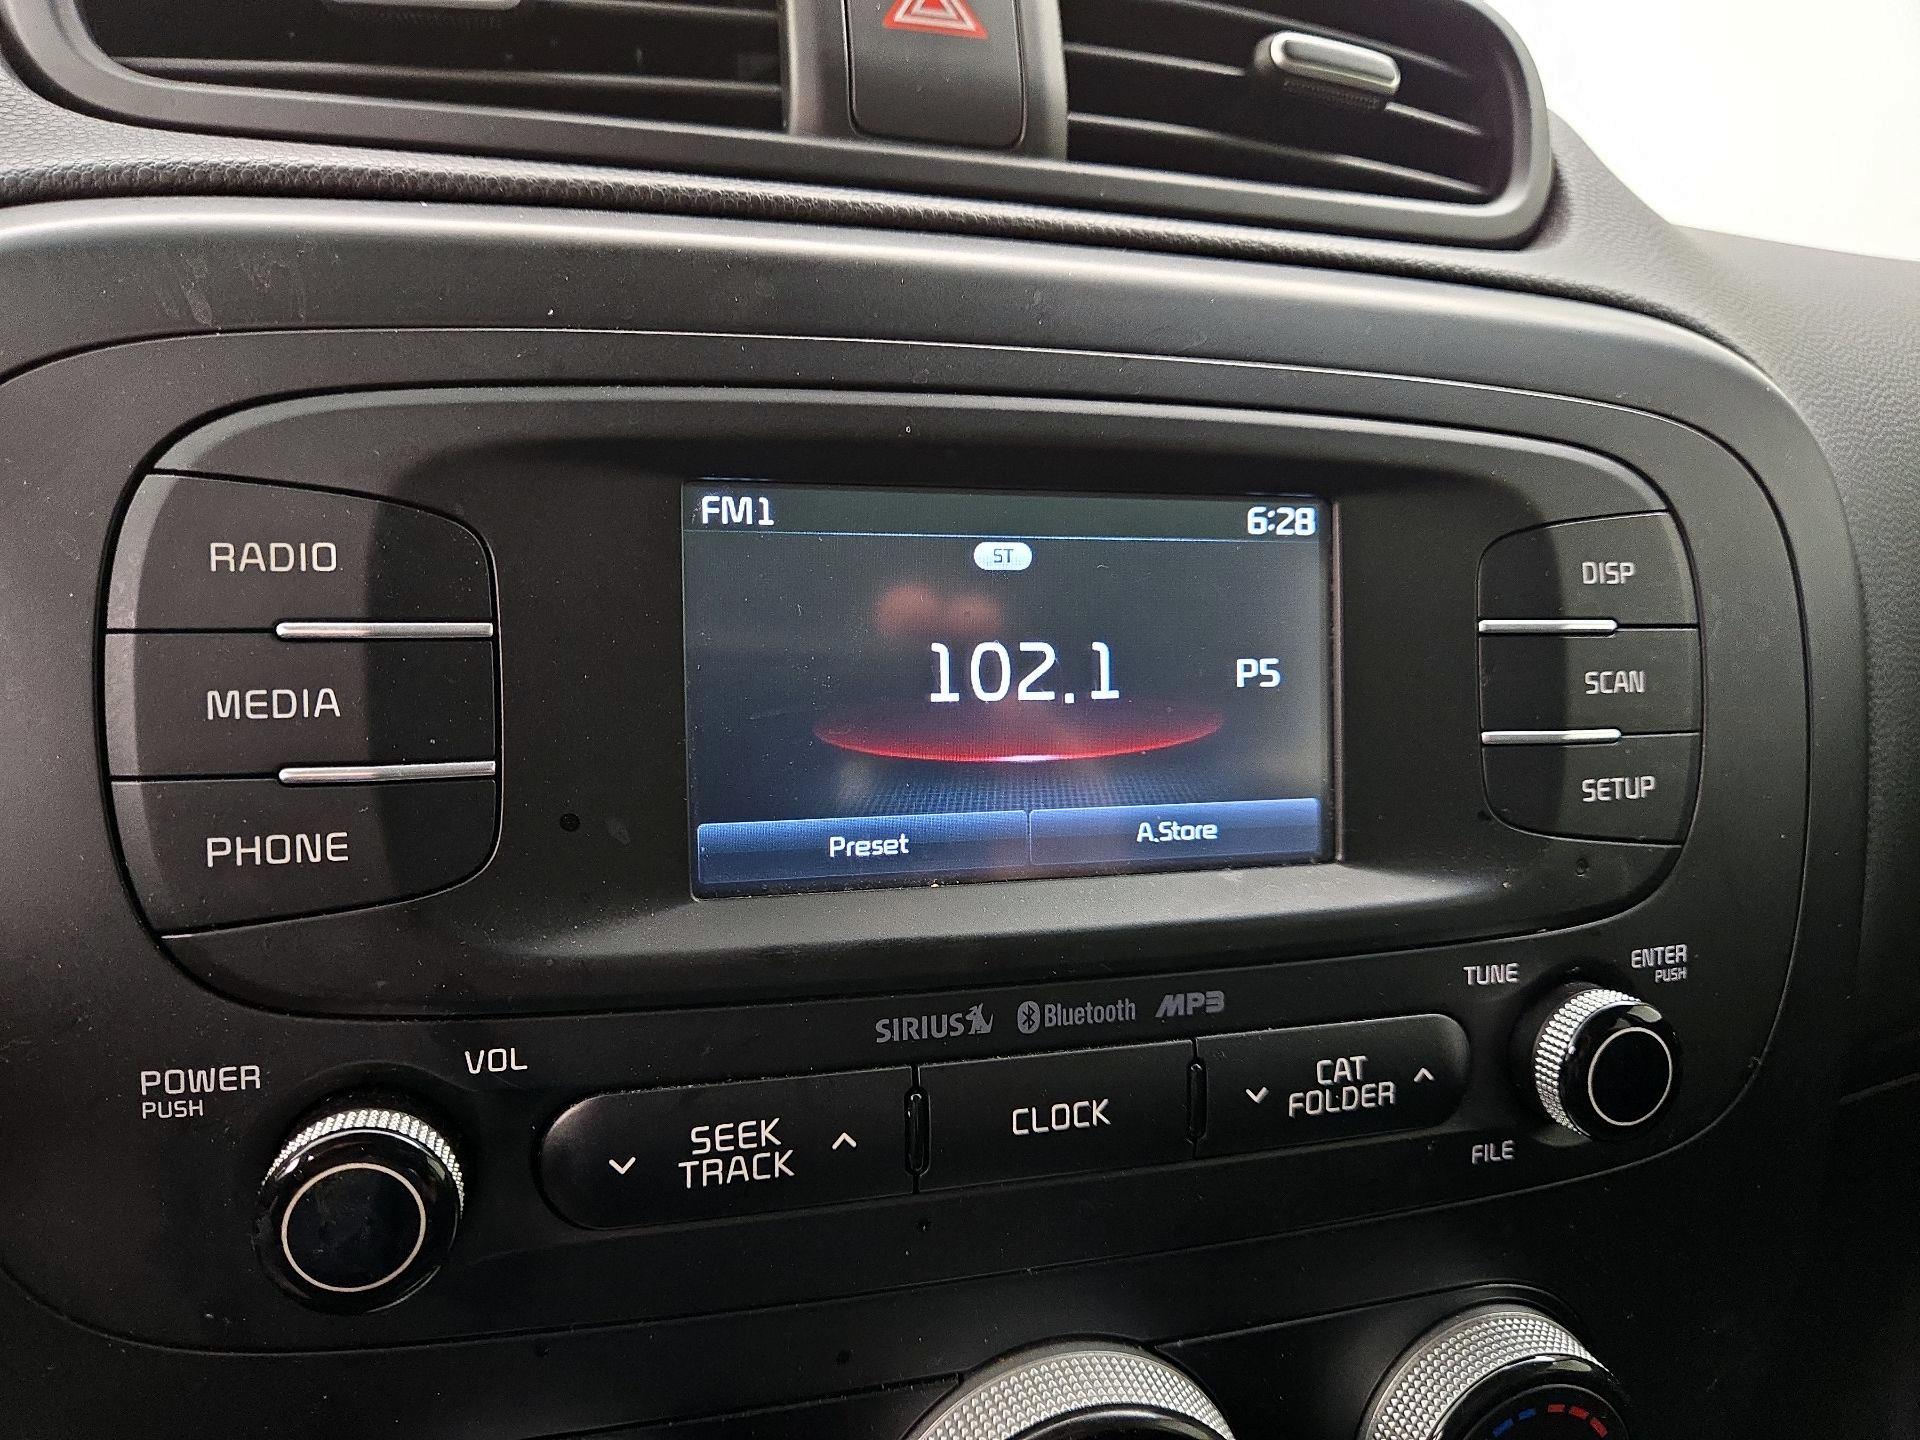 FM1
6:28
ST
102.1
P5
Preset
A.Store
RADIO
MEDIA
PHONE
DISP
SCAN
SETUP
SIRIUS
Bluetooth
MP3
POWER
PUSH
VOL
SEEK
TRACK
CLOCK
CAT
FOLDER
TUNE
ENTER
PUSH
FILE